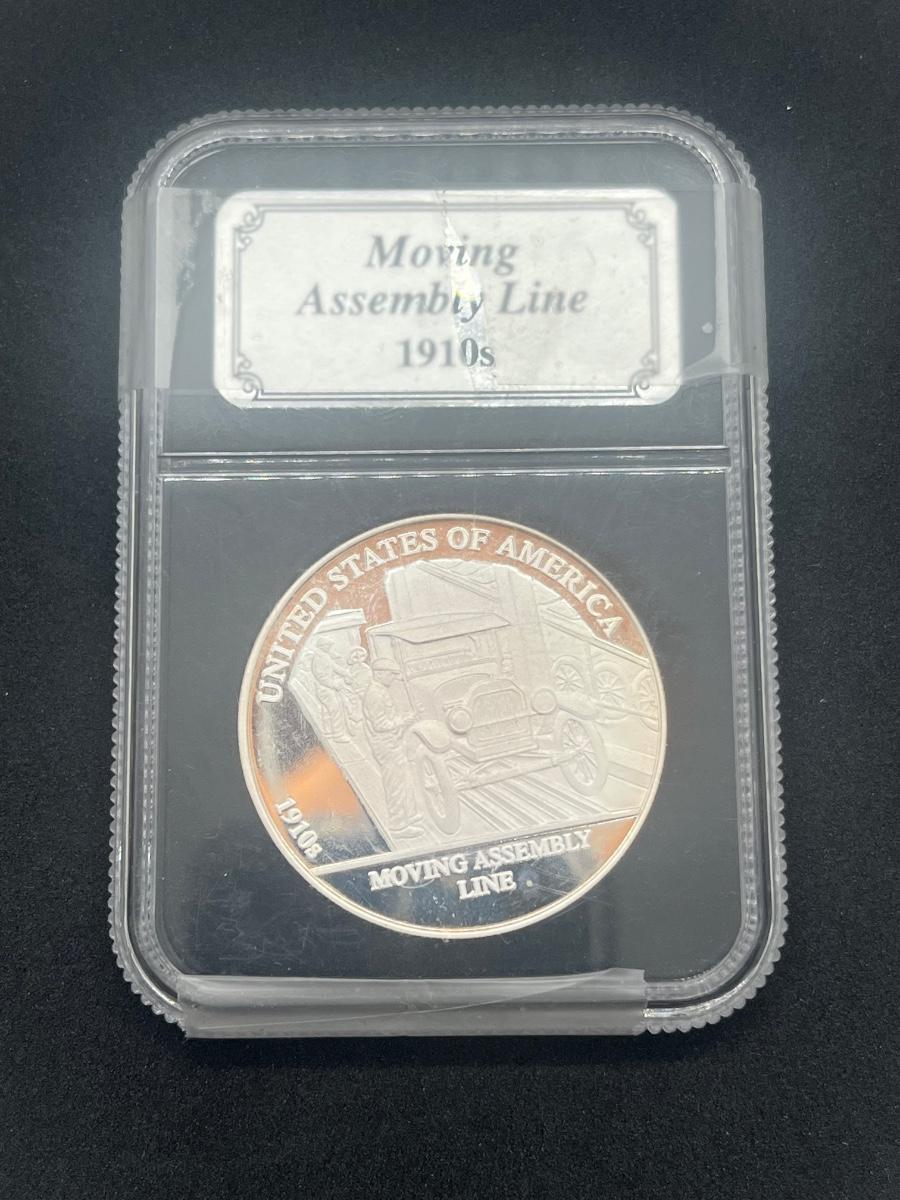 Moving
Assembly Line
1910s
UNITED STATES OF AMERICA
1910s
MOVING ASSEMBLY
LINE